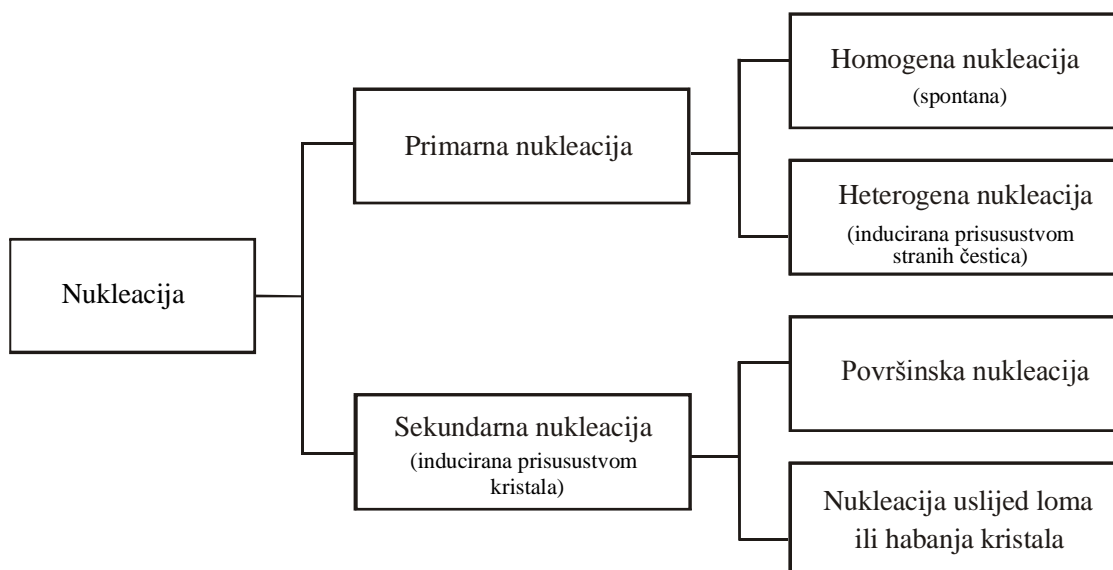 Homogena nukleacija
(spontana)
Primarna nukleacija
Heterogena nukleacija
(inducirana prisusustvom
stranih čestica)
Nukleacija
Površinska nukleacija
Sekundarna nukleacija
(inducirana prisusustvom
kristala)
Nukleacija uslijed loma
ili habanja kristala